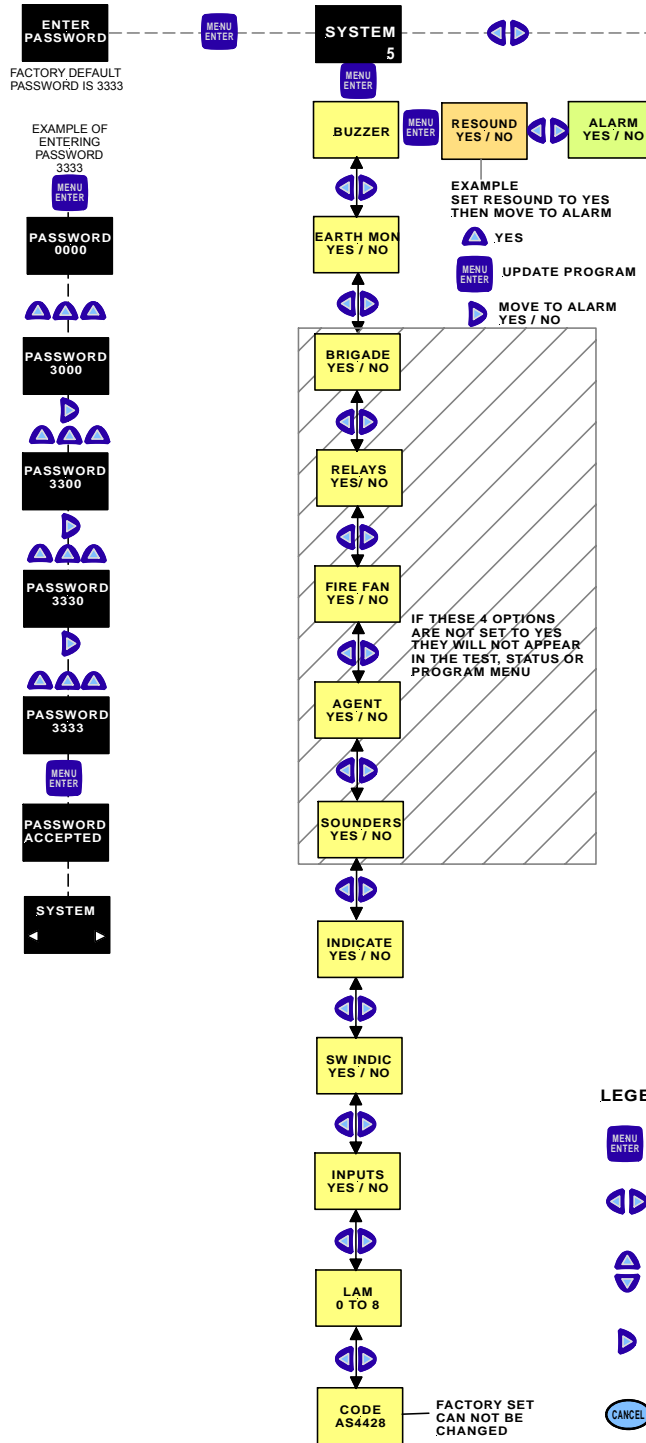 ENTER
PASSWORD
MENU
ENTER
SYSTEM
5
FACTORY DEFAULT
PASSWORD IS 3333
MENU
ENTER
EXAMPLE OF
ENTERING
PASSWORD
3333
MENU
ENTER
BUZZER
MENU
ENTER
RESOUND
YES / NO
ALARM
YES / NO
EXAMPLE
SET RESOUND TO YES
THEN MOVE TO ALARM
YES
MENU
ENTER
UPDATE PROGRAM
MOVE TO ALARM
YES / NO
PASSWORD
0000
PASSWORD
3000
PASSWORD
3300
PASSWORD
3330
PASSWORD
3333
MENU
ENTER
PASSWORD
ACCEPTED
SYSTEM
EARTH MON
YES / NO
BRIGADE
YES / NO
RELAYS
YES/ NO
FIRE FAN
YES / NO
IF THESE 4 OPTIONS
ARE NOT SET TO YES
THEY WILL NOT APPEAR
IN THE TEST, STATUS OR
PROGRAM MENU
AGENT
YES / NO
SOUNDERS
YES / NO
INDICATE
YES / NO
SW INDIC
YES / NO
INPUTS
YES / NO
LAM
0 TO 8
CODE
AS4428
FACTORY SET
CAN NOT BE
CHANGED
LEGE
MENU
ENTER
CANCEL